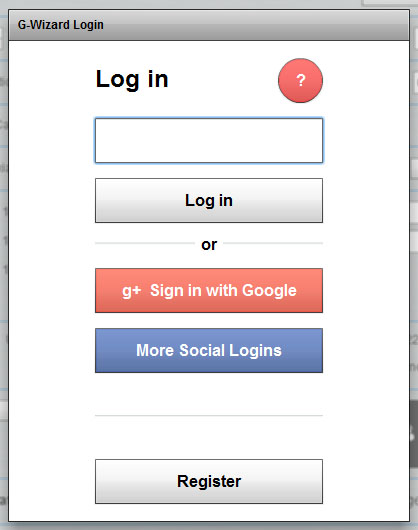 G-Wizard Login
Log in
?
Log in
or
g+ Sign in with Google
More Social Logins
Register